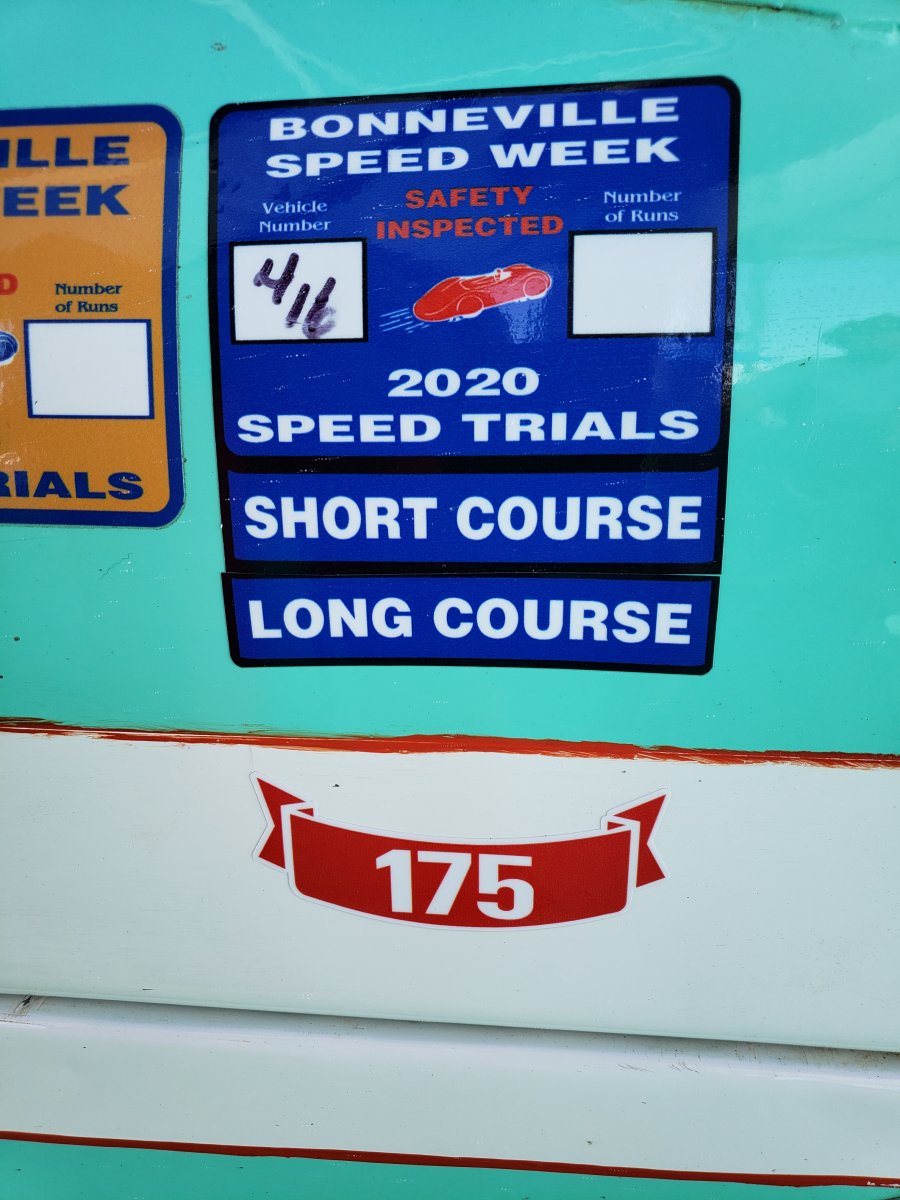 ILLE
EEK
D
Number
of Runs
RIALS
BONNEVILLE
SPEED WEEK
SAFETY
INSPECTED
Vehicle
Number
Number
of Runs
416
2020
SPEED TRIALS
SHORT COURSE
LONG COURSE
175